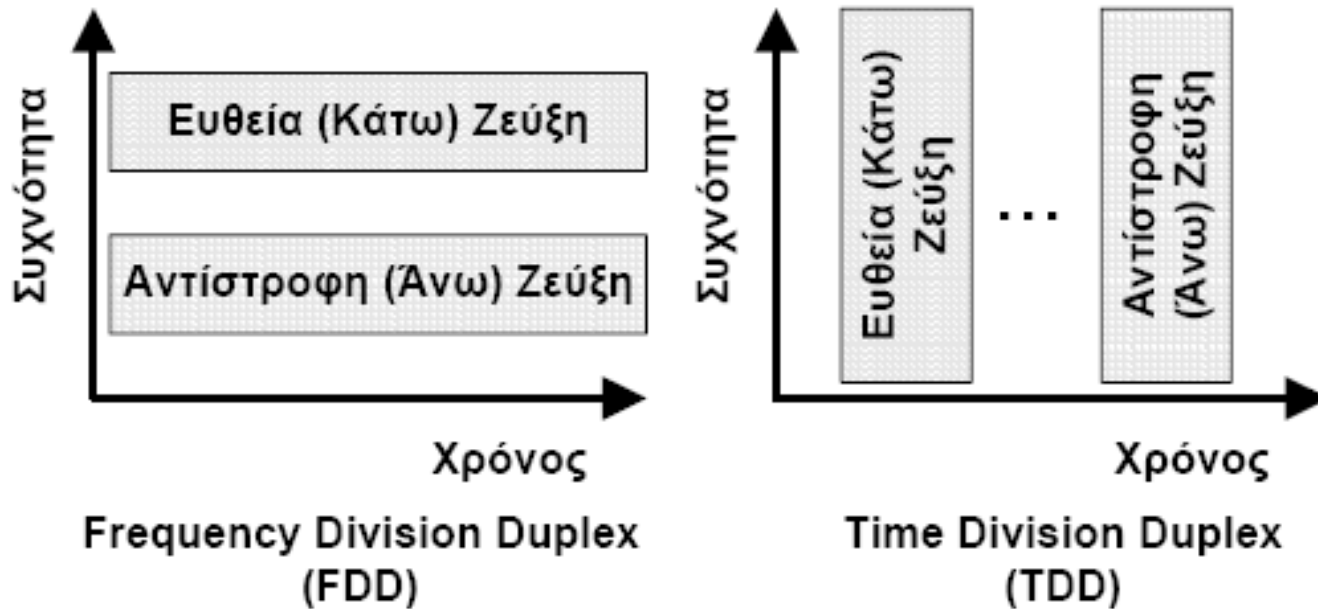 Συχνότητα
Ευθεία (Κάτω) Ζεύξη
Αντίστροφη (Άνω) Ζεύξη
Χρόνος
Frequency Division Duplex
(FDD)
Συχνότητα
Ευθεία (Κάτω)
Ζεύξη
...
Αντίστροφη
(Άνω) Ζεύξη
Χρόνος
Time Division Duplex
(TDD)